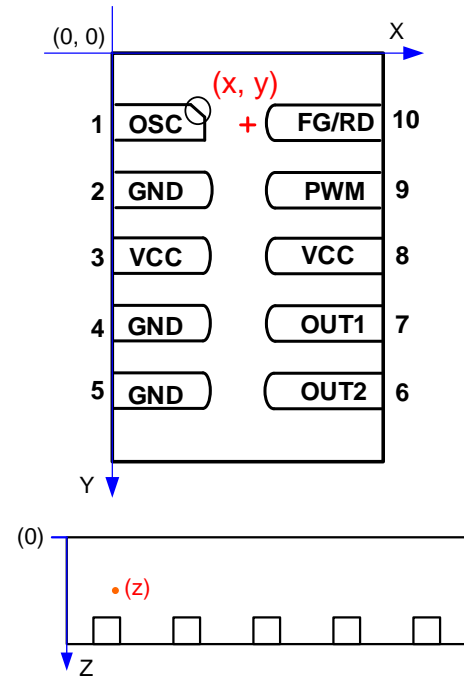 (0, 0) X
(x, y)
1 OSC + FG/RD 10
2 GND PWM 9
3 VCC VCC 8
4 GND OUT1 7
5 GND OUT2 6
Y
(0)
(z)
Z